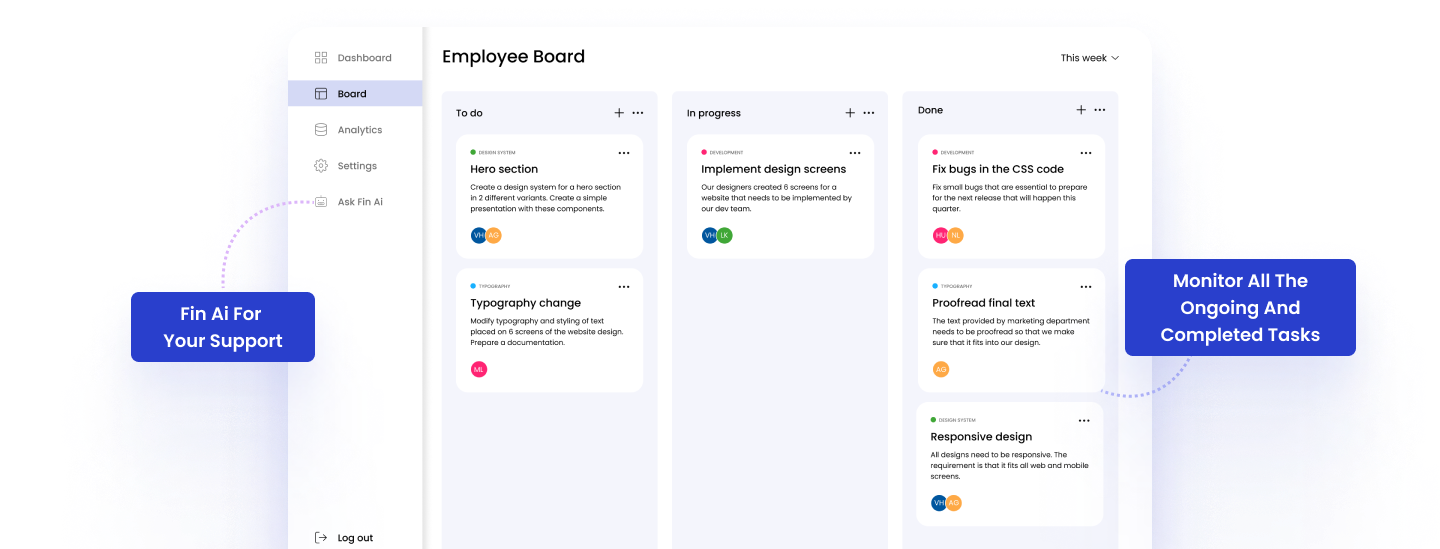 Dashboard
Board
Analytics
Settings
Ask Fin Ai
Log out
Fin Ai For
Your Support
Employee Board
This week
To do
DESIGN SYSTEM
Hero section
Create a design system for a hero section
in 2 different variants. Create a simple
presentation with these components.
VH AG
TYPOGRAPHY
Typography change
Modify typography and styling of text
placed on 6 screens of the website design.
Prepare a documentation.
ML
In progress
DEVELOPMENT
Implement design screens
Our designers created 6 screens for a
website that needs to be implemented by
our dev team.
VH LK
Done
DEVELOPMENT
Fix bugs in the CSS code
Fix small bugs that are essential to prepare
for the next release that will happen this
quarter.
HU NL
TYPOGRAPHY
Proofread final text
The text provided by marketing department
needs to be proofread so that we make
sure that it fits into our design.
AG
DESIGN SYSTEM
Responsive design
All designs need to be responsive. The
requirement is that it fits all web and mobile
screens.
VH AG
Monitor All The
Ongoing And
Completed Tasks